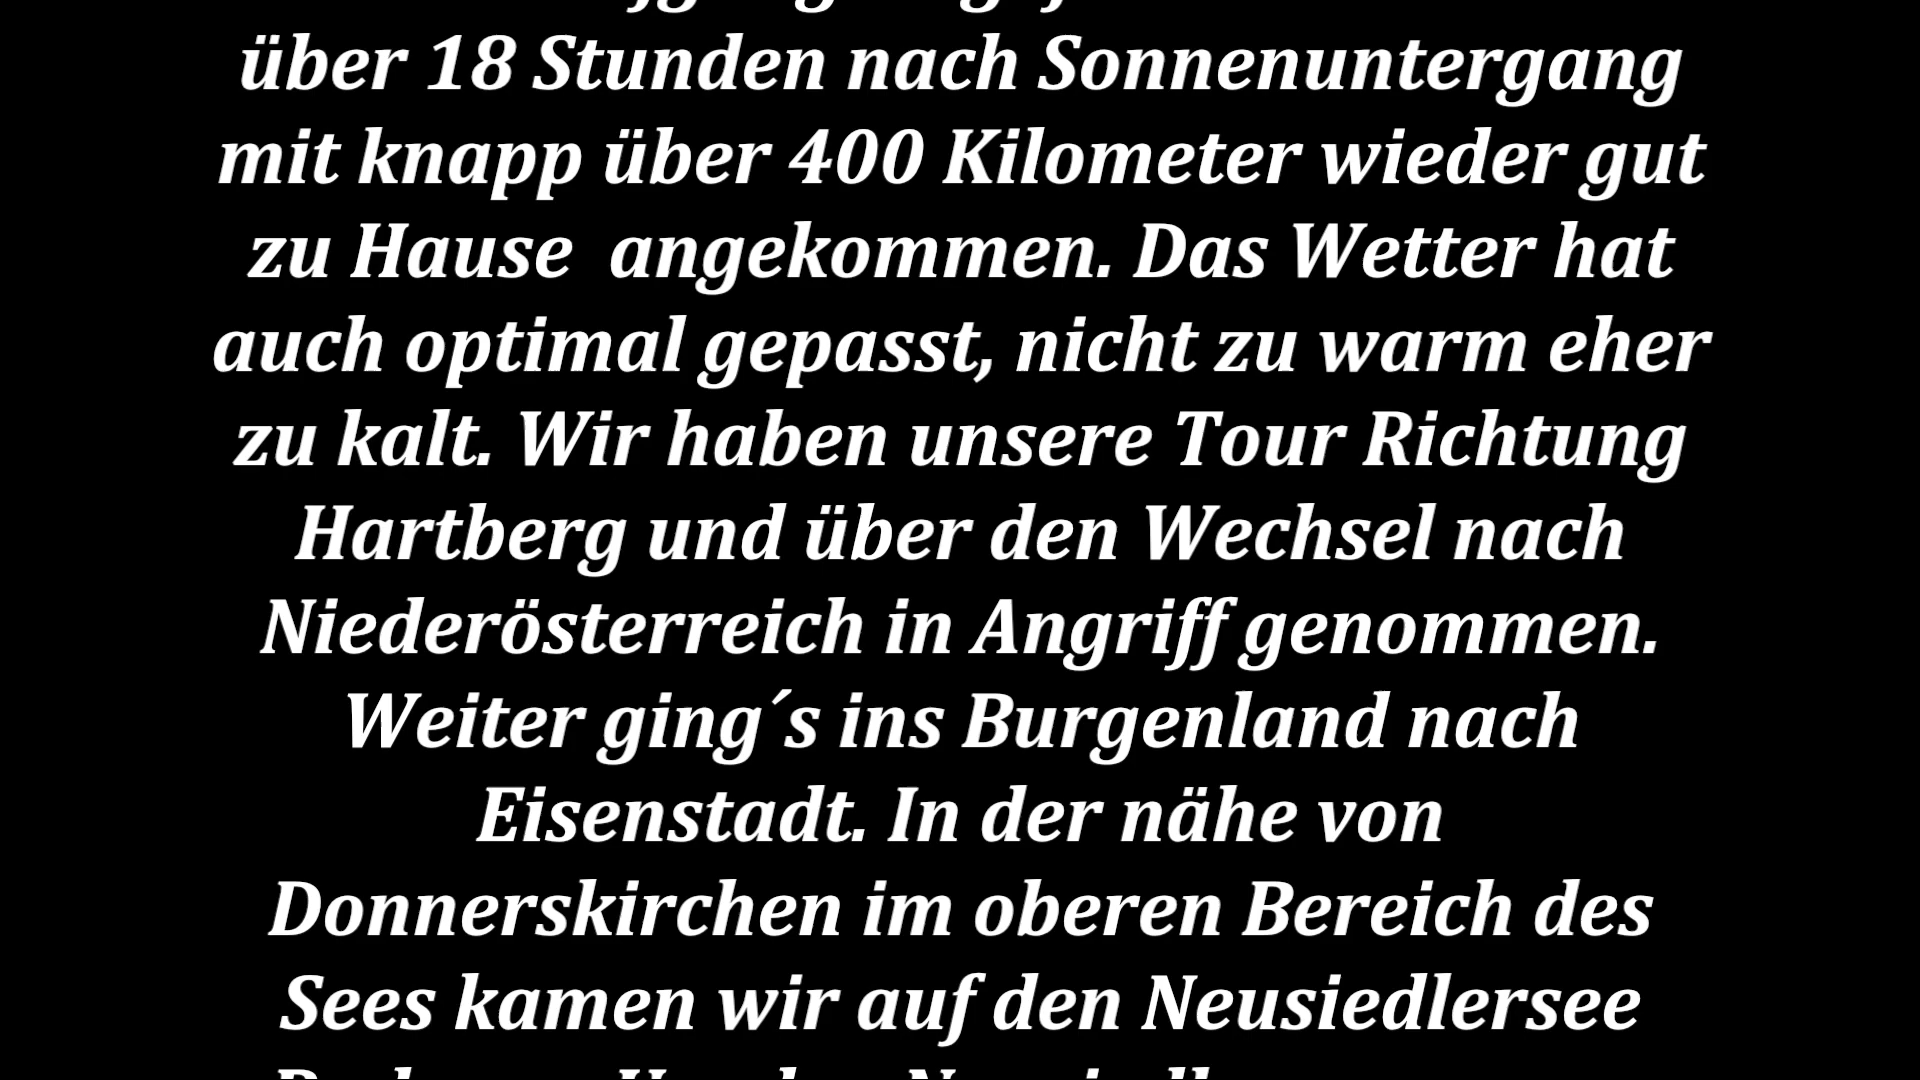 über 18 Stunden nach Sonnenuntergang
mit knapp über 400 Kilometer wieder gut
zu Hause  angekommen. Das Wetter hat
auch optimal gepasst, nicht zu warm eher
zu kalt. Wir haben unsere Tour Richtung
Hartberg und über den Wechsel nach
Niederösterreich in Angriff genommen.
Weiter ging´s ins Burgenland nach
Eisenstadt. In der nähe von
Donnerskirchen im oberen Bereich des
Sees kamen wir auf den Neusiedlersee